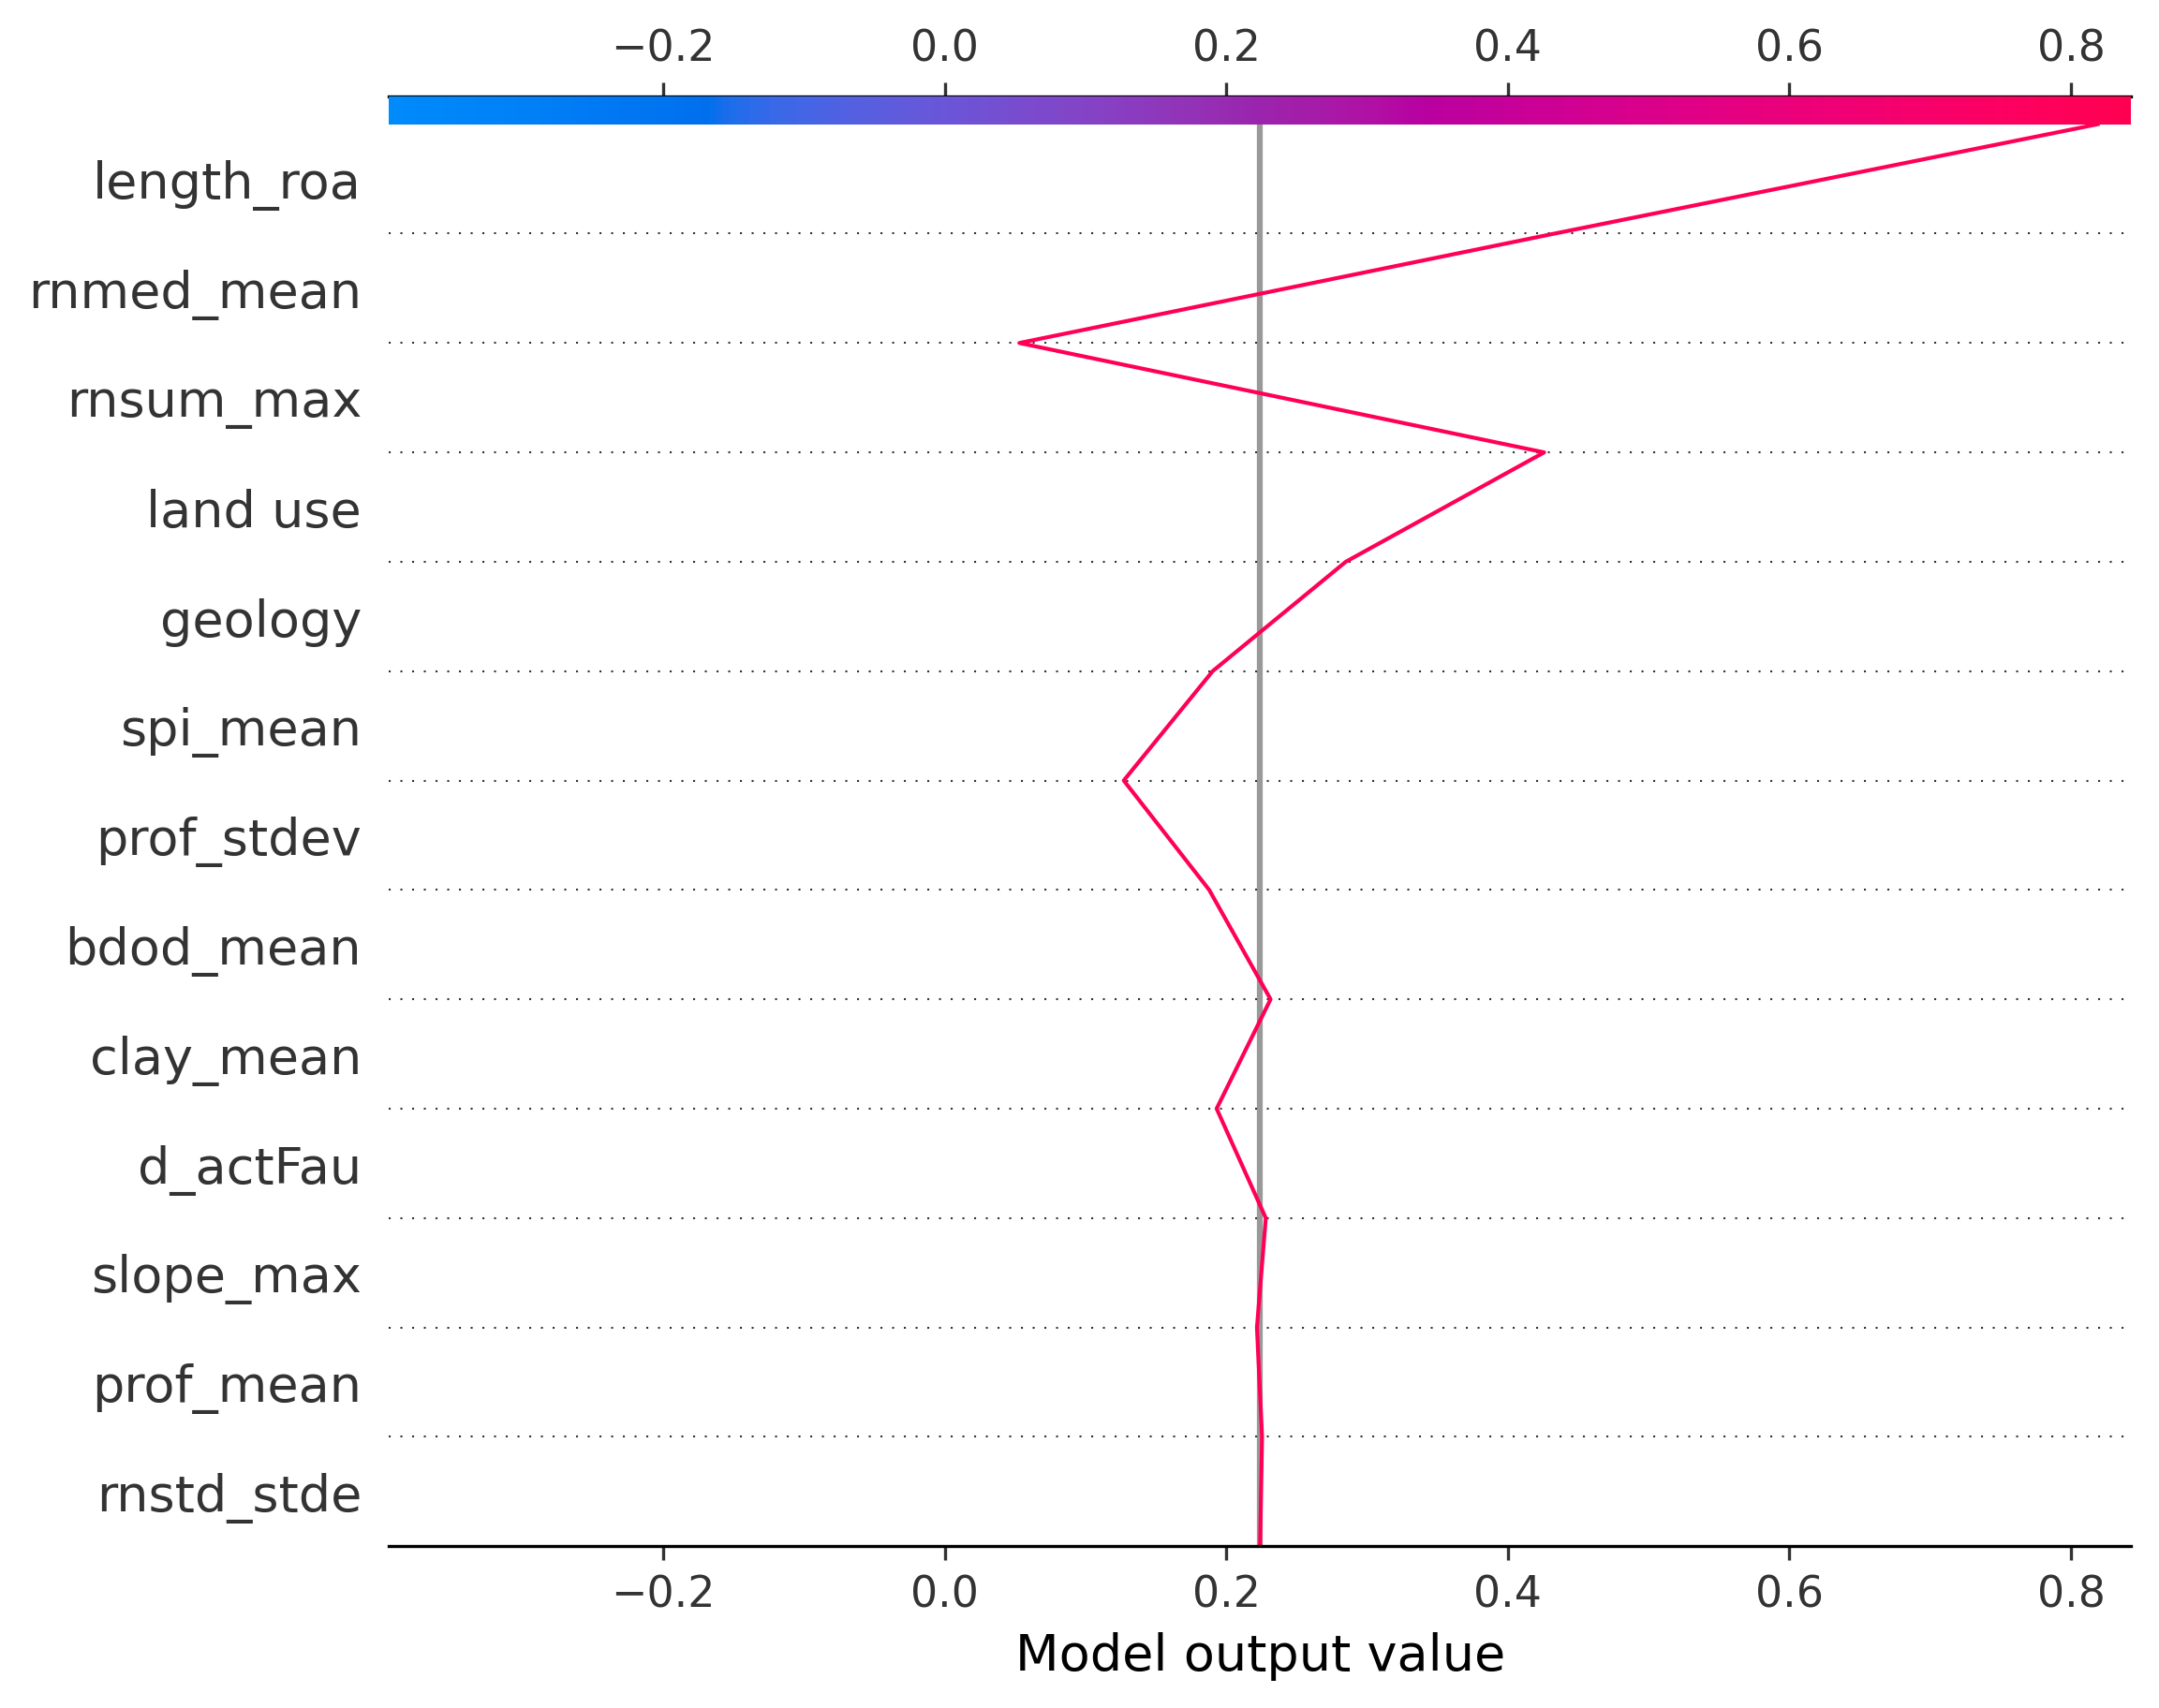 −0.2 0.0 0.2 0.4 0.6 0.8
length_roa
rnmed_mean
rnsum_max
land use
geology
spi_mean
prof_stdev
bdod_mean
clay_mean
d_actFau
slope_max
prof_mean
rnstd_stde
−0.2 0.0 0.2 0.4 0.6 0.8
Model output value